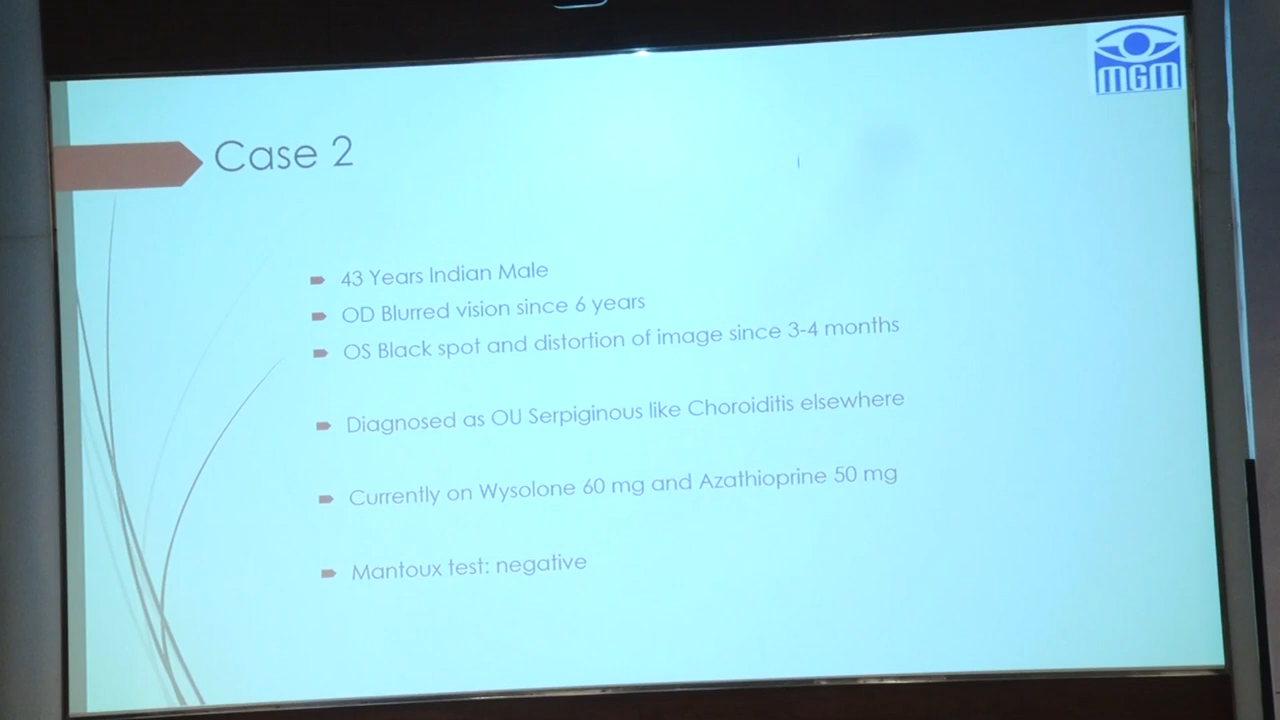 MGM
Case 2
43 Years Indian Male
OD Blurred vision since 6 years
OS Black spot and distortion of image since 3-4 months
Diagnosed as OU Serpiginous like Choroiditis elsewhere
Currently on Wysolone 60 mg and Azathioprine 50 mg
Mantoux test: negative